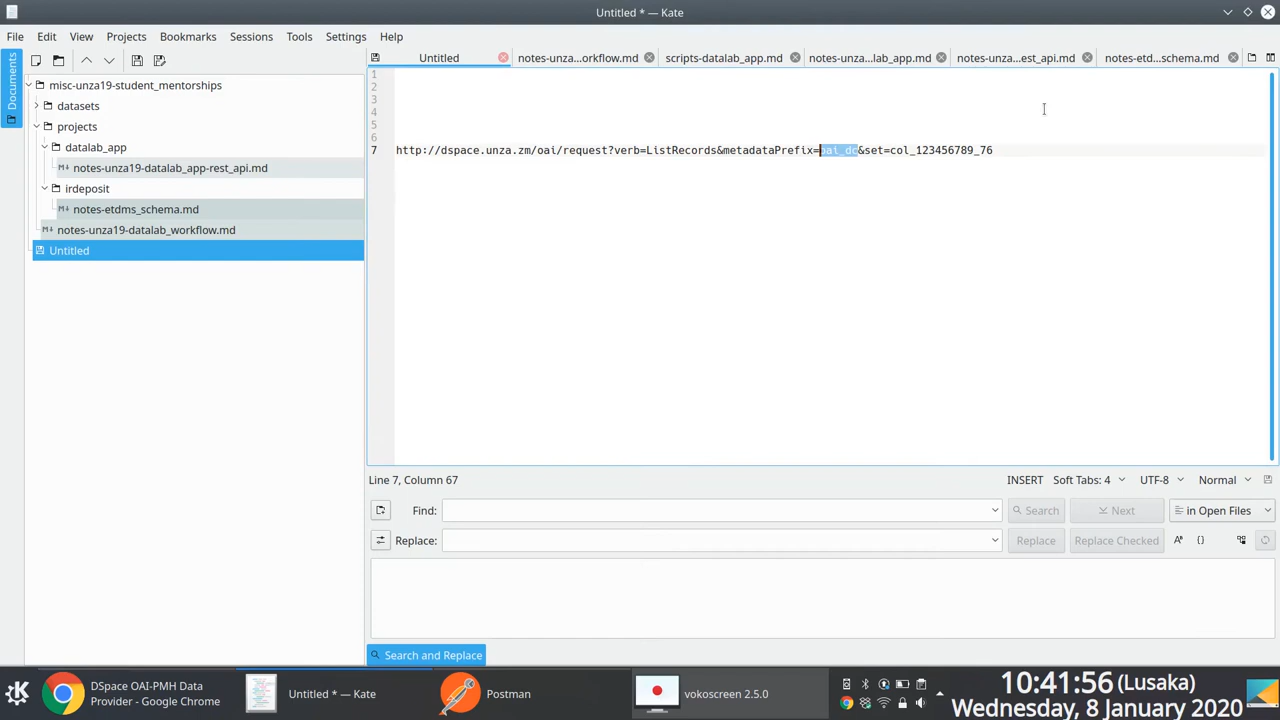 Untitled * — Kate
File Edit View Projects Bookmarks Sessions Tools Settings Help
Documents
Untitled notes-unza...orkflow.md scripts-datalab_app.md notes-unza...lab_app.md notes-unza...est_api.md notes-etd...schema.md
misc-unza19-student_mentorships
datasets
projects
datalab_app
notes-unza19-datalab_app-rest_api.md
irdeposit
notes-etdms_schema.md
notes-unza19-datalab_workflow.md
Untitled
1
2
3
4
5
6
7 http://dspace.unza.zm/oai/request?verb=ListRecords&metadataPrefix=oai_dc&set=col_123456789_76
Line 7, Column 67 INSERT Soft Tabs: 4 UTF-8 Normal
Find: Search Next in Open Files
Replace: Replace Replace Checked
Search and Replace
DSpace OAI-PMH Data Provider - Google Chrome
Untitled * — Kate
Postman
vokoscreen 2.5.0
10:41:56 (Lusaka)
Wednesday, 8 January 2020